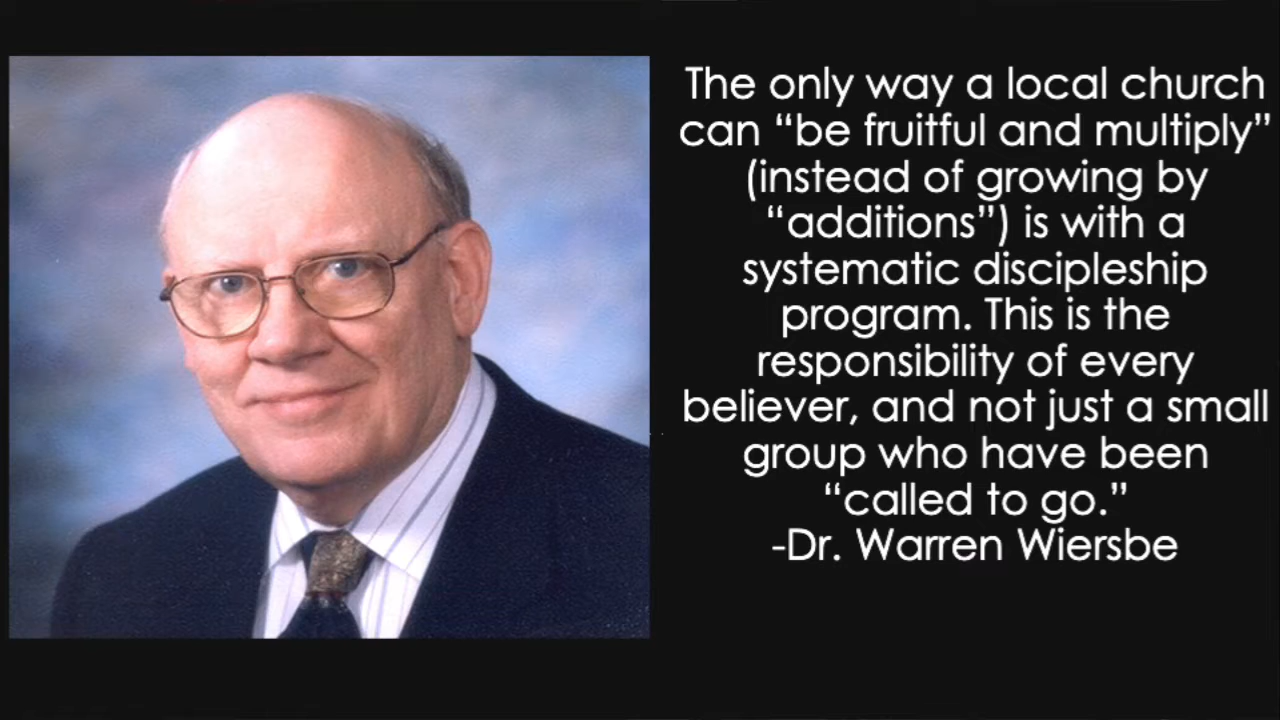 The only way a local church
can “be fruitful and multiply”
(instead of growing by
“additions”) is with a
systematic discipleship
program. This is the
responsibility of every
believer, and not just a small
group who have been
“called to go.”
-Dr. Warren Wiersbe